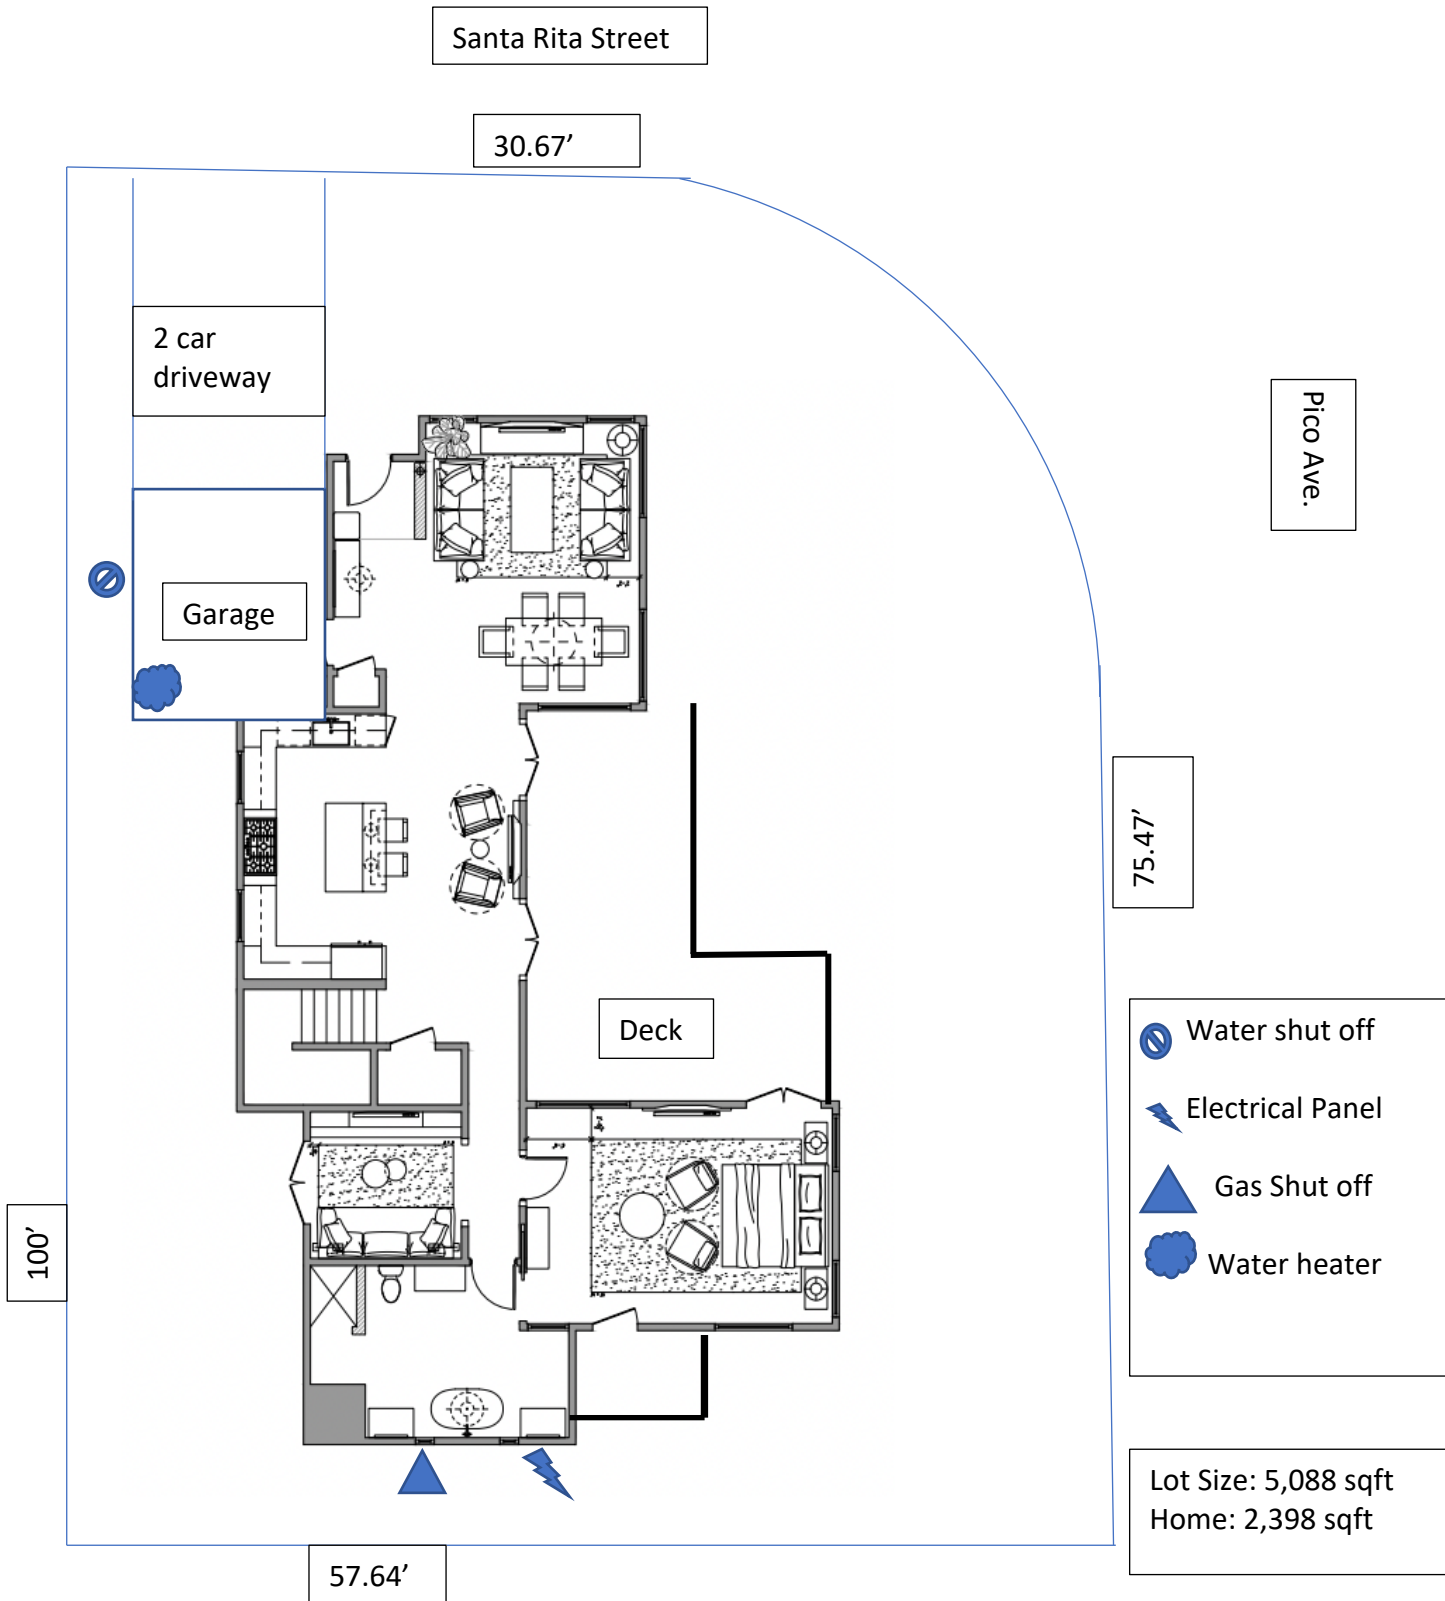 Santa Rita Street
30.67’
2 car
driveway
Pico Ave.
Garage
75.47’
Deck
Water shut off
Electrical Panel
Gas Shut off
Water heater
100’
Lot Size: 5,088 sqft
Home: 2,398 sqft
57.64’